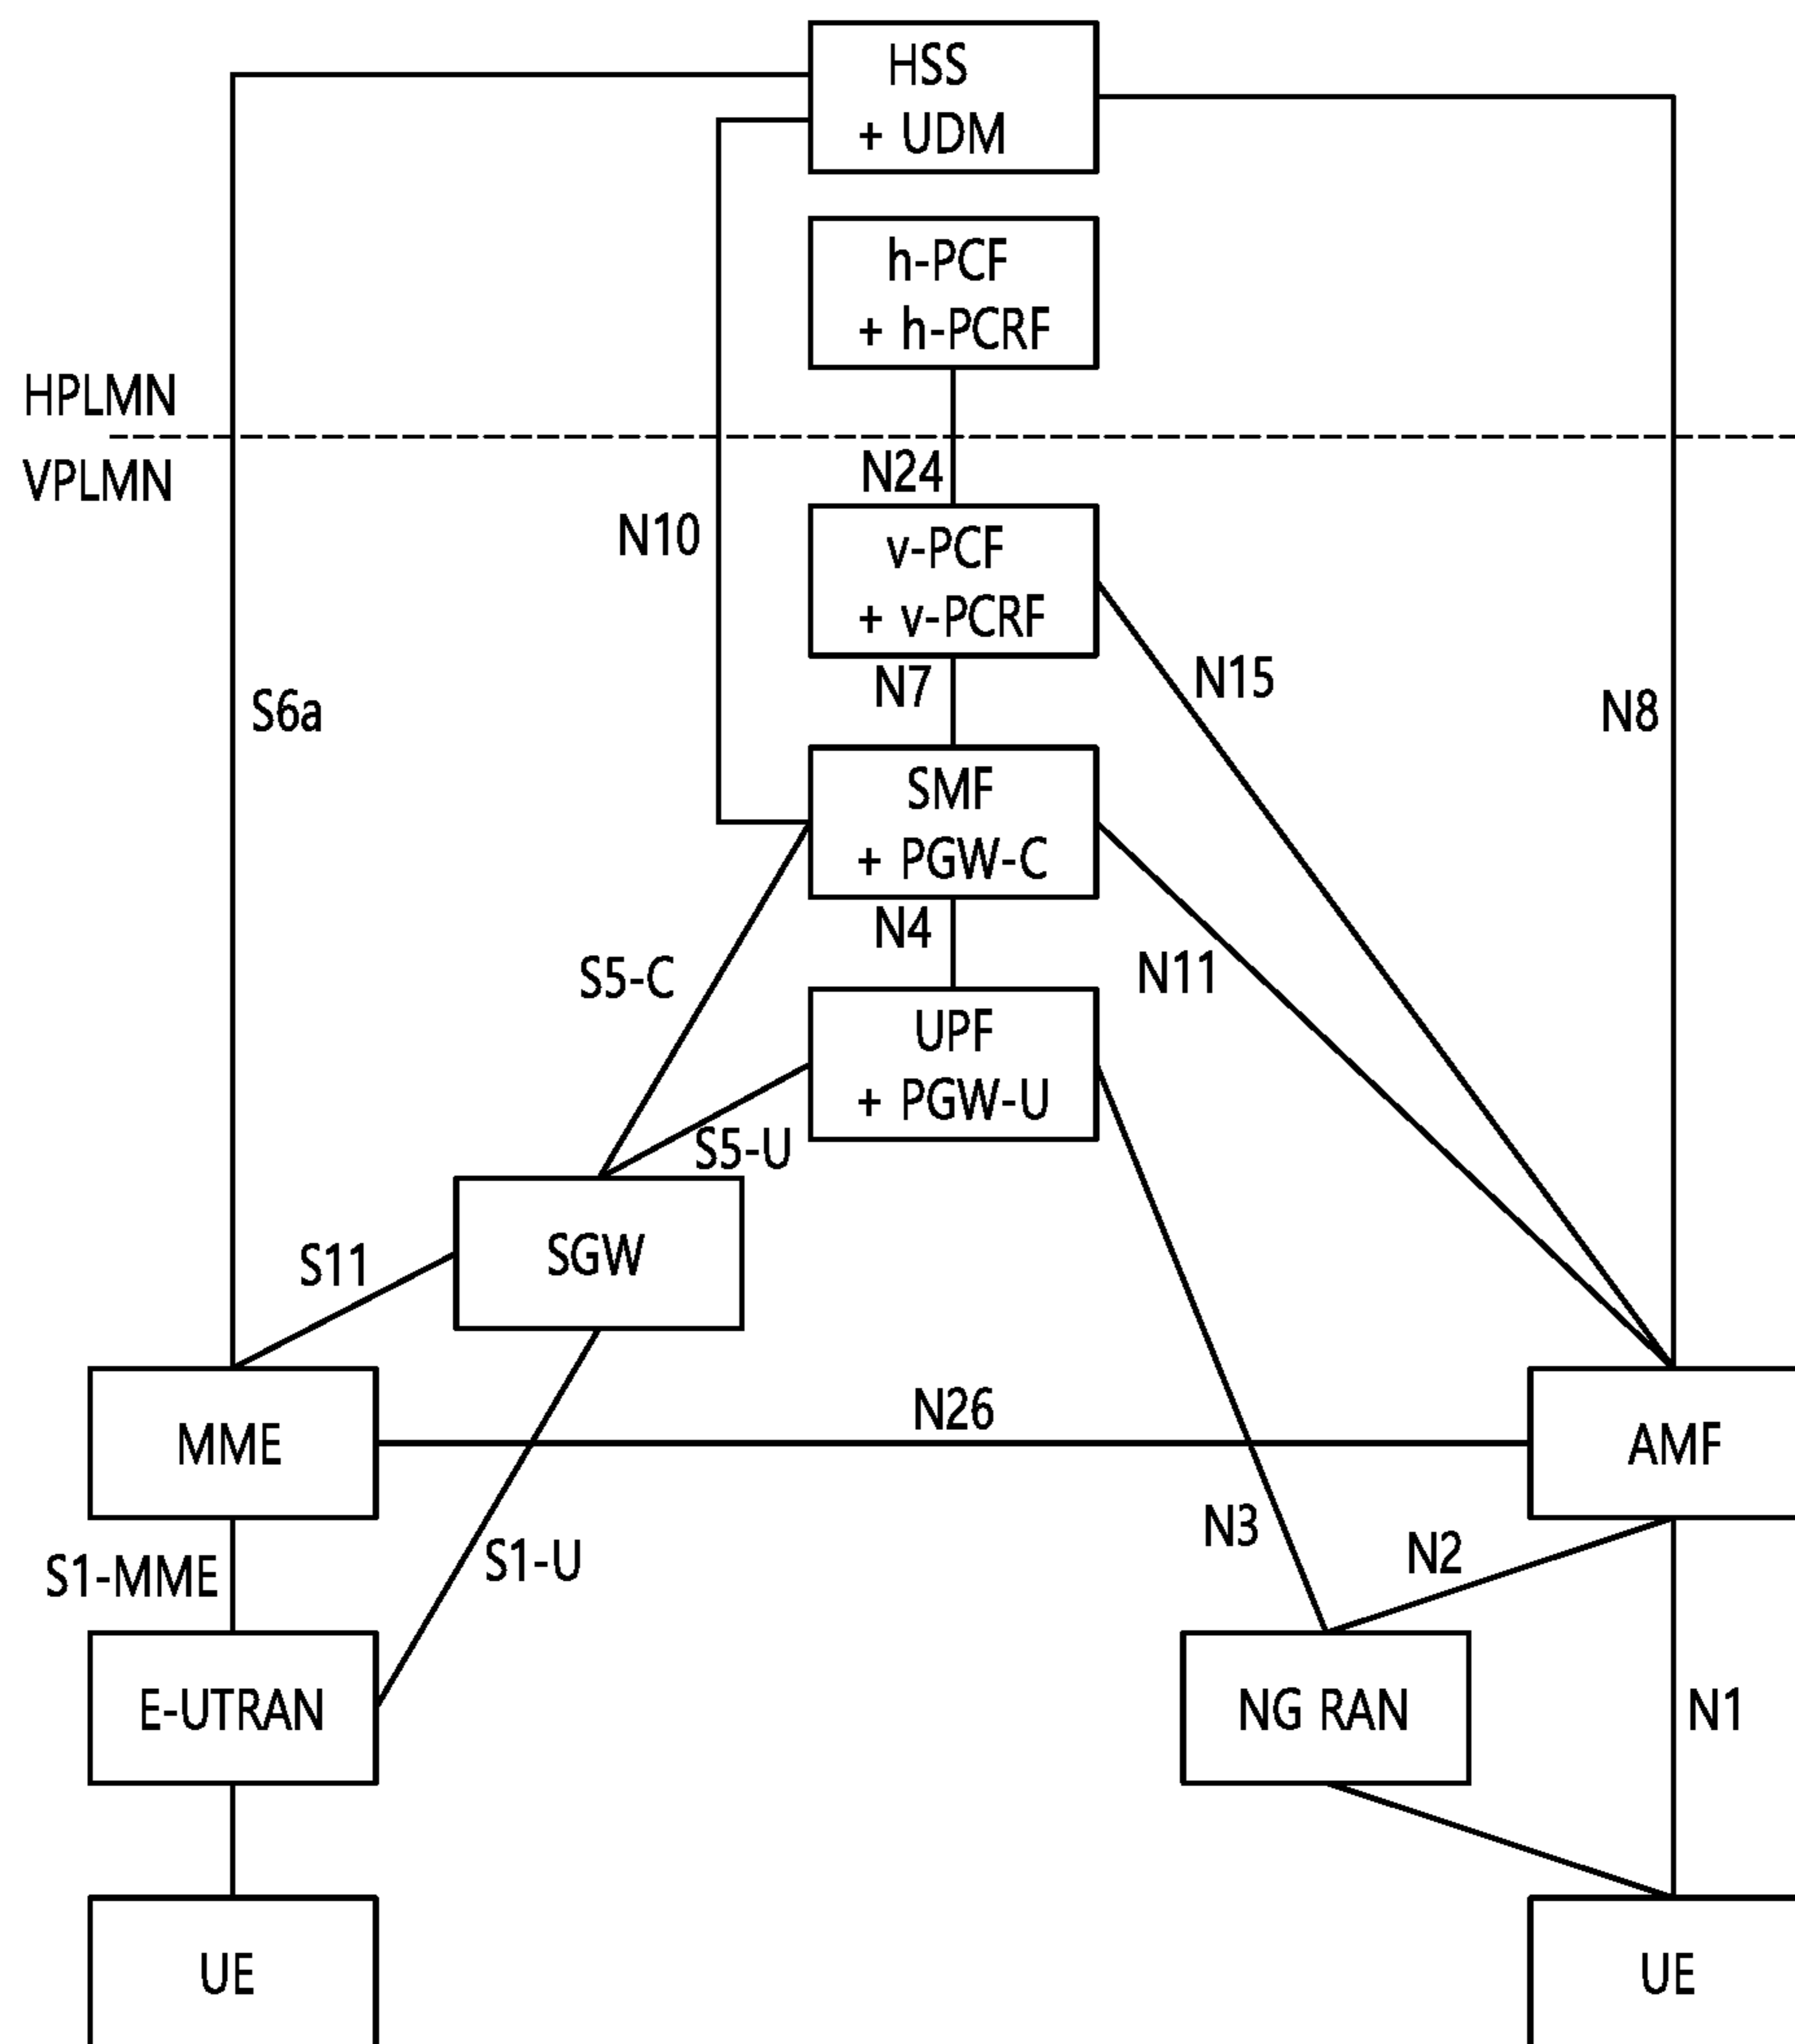 HSS
+ UDM
h-PCF
+ h-PCRF
HPLMN
VPLMN
N24
N10
v-PCF
+ v-PCRF
N7
N15
S6a
N8
SMF
+ PGW-C
N4
S5-C
N11
UPF
+ PGW-U
S5-U
S11
SGW
N26
MME
AMF
N3
N2
S1-MME
S1-U
E-UTRAN
NG RAN
N1
UE
UE